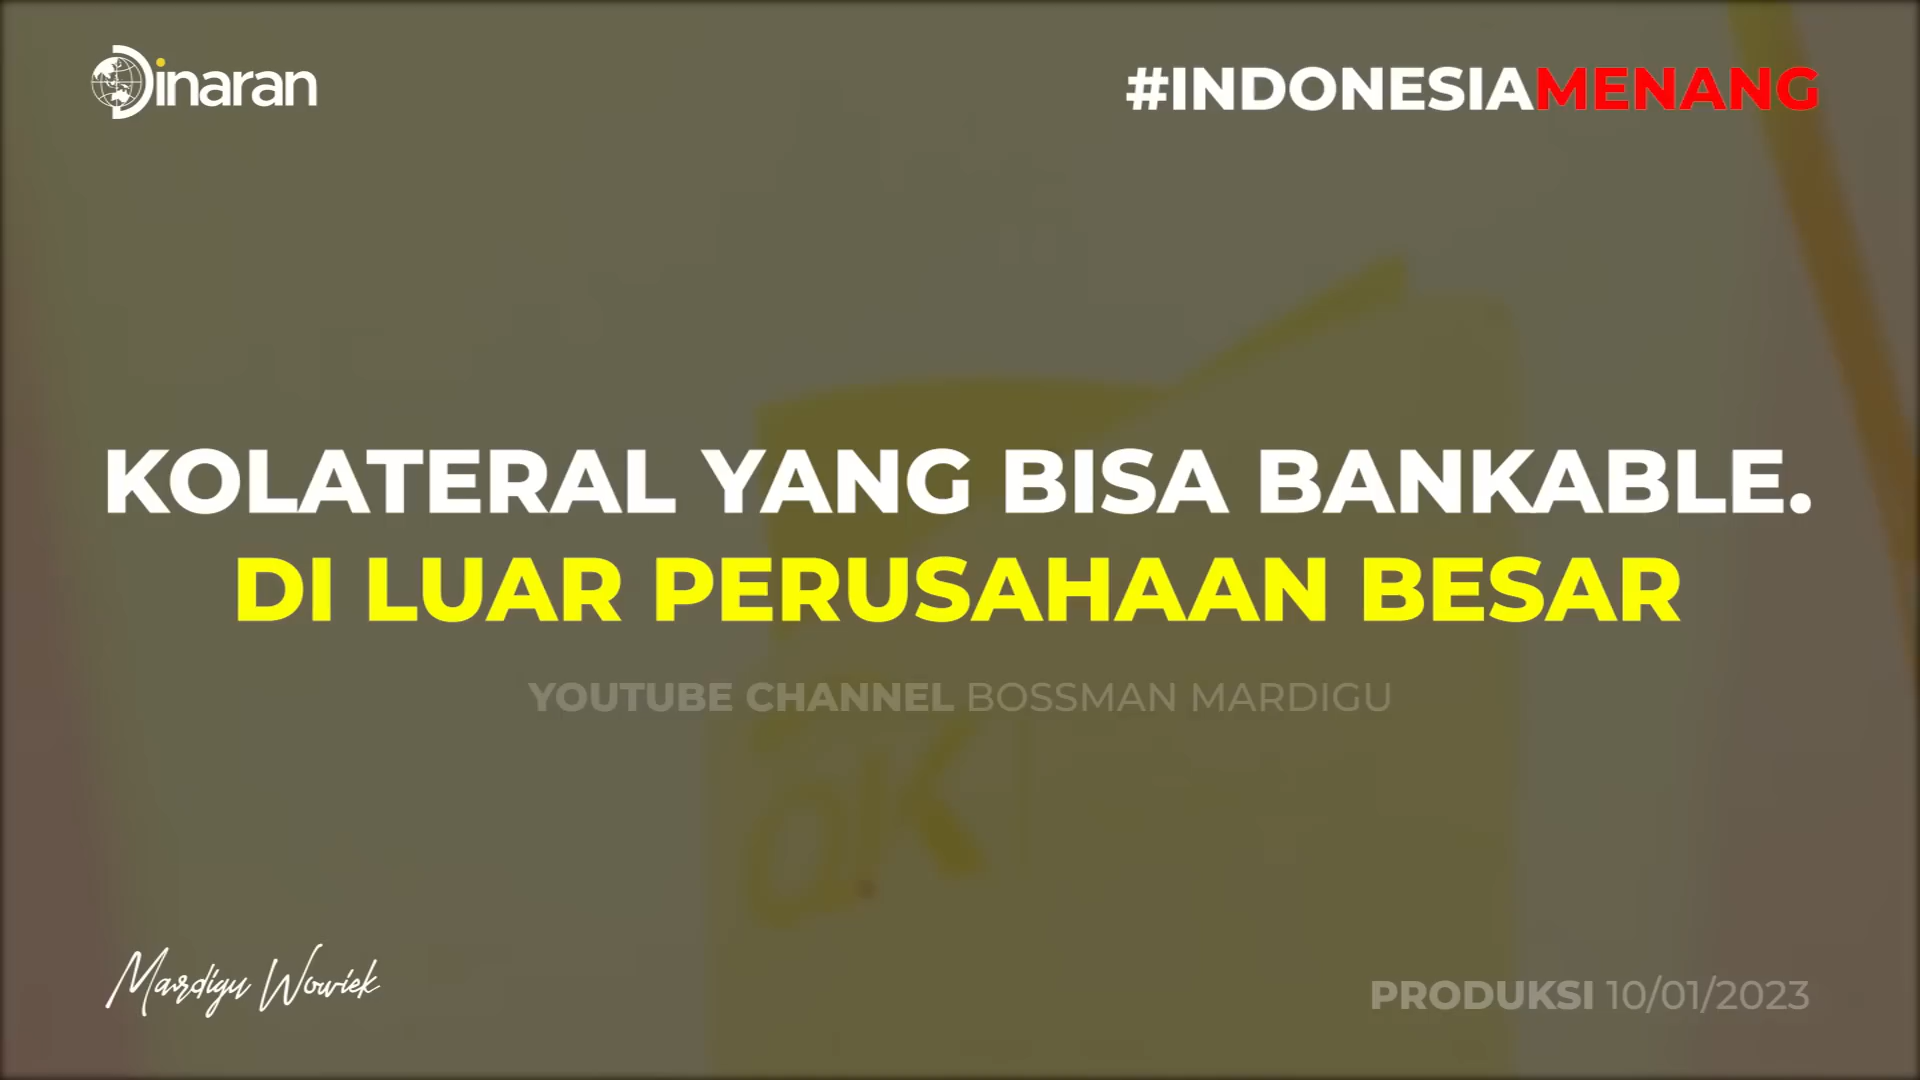 Dinaran
#INDONESIAMENANG
KOLATERAL YANG BISA BANKABLE.
DI LUAR PERUSAHAAN BESAR
YOUTUBE CHANNEL BOSSMAN MARDIGU
OK
Mardigu Wowiek
PRODUKSI 10/01/2023